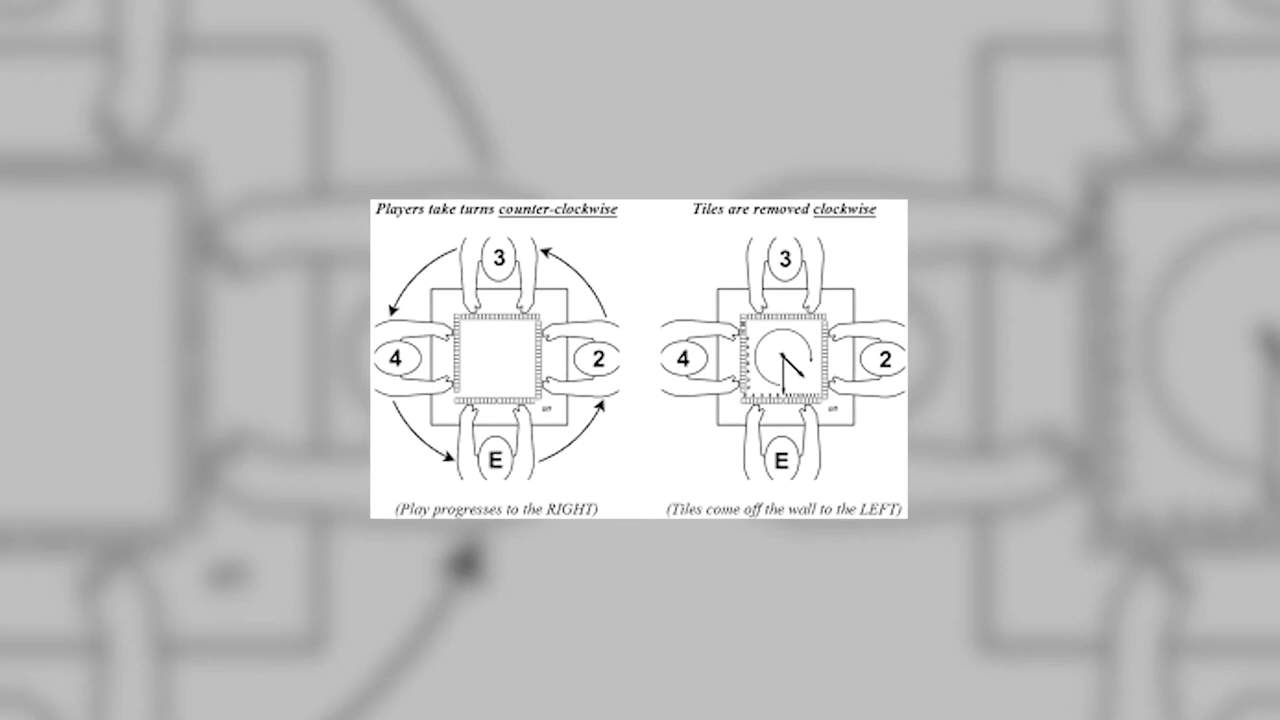 Players take turns counter-clockwise
3
4
2
E
(Play progresses to the RIGHT)
Tiles are removed clockwise
3
4
2
E
(Tiles come off the wall to the LEFT)